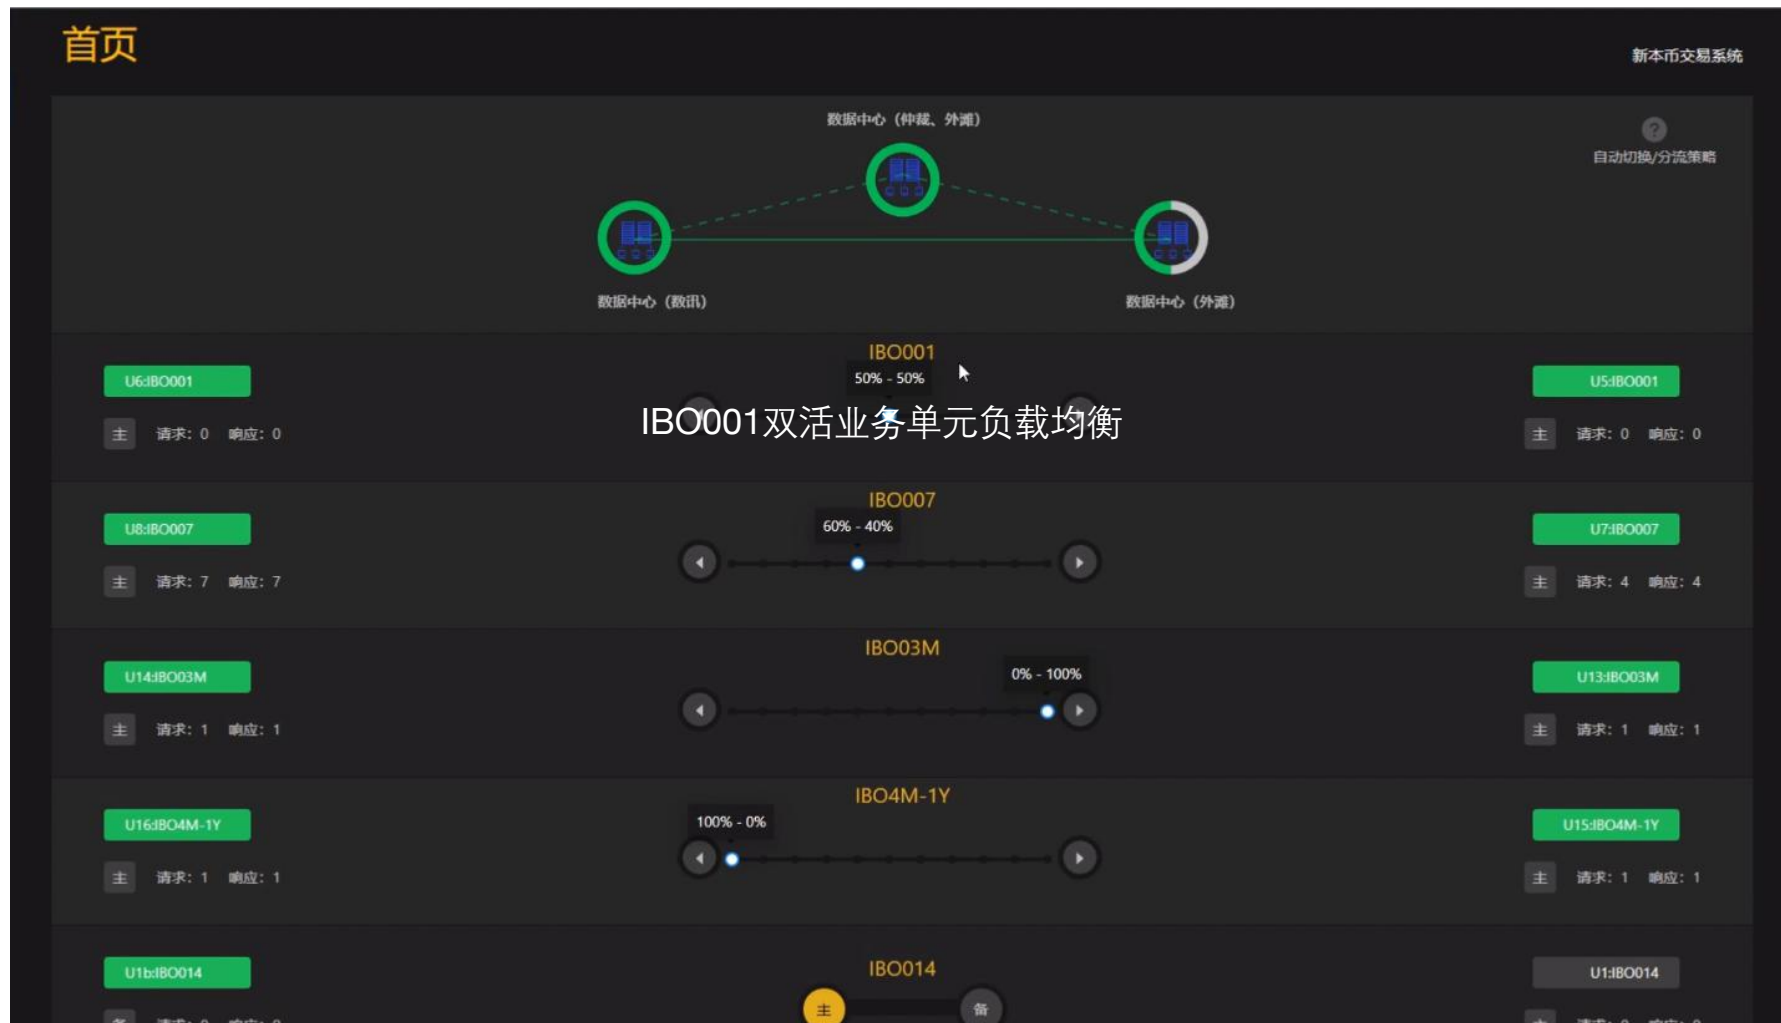 首页
新本币交易系统
数据中心（仲裁、外滩）
?
自动切换/分流策略
数据中心（数讯）
数据中心（外滩）
IBO001
U6:IBO001
50% - 50%
U5:IBO001
IBO001双活业务单元负载均衡
主 请求：0 响应：0
主 请求：0 响应：0
IBO007
U8:IBO007
60% - 40%
U7:IBO007
主 请求：7 响应：7
主 请求：4 响应：4
IBO03M
U14:IBO03M
0% - 100%
U13:IBO03M
主 请求：1 响应：1
主 请求：1 响应：1
IBO4M-1Y
U16:IBO4M-1Y
100% - 0%
U15:IBO4M-1Y
主 请求：1 响应：1
主 请求：1 响应：1
IBO014
U1b:IBO014
U1:IBO014
主
备